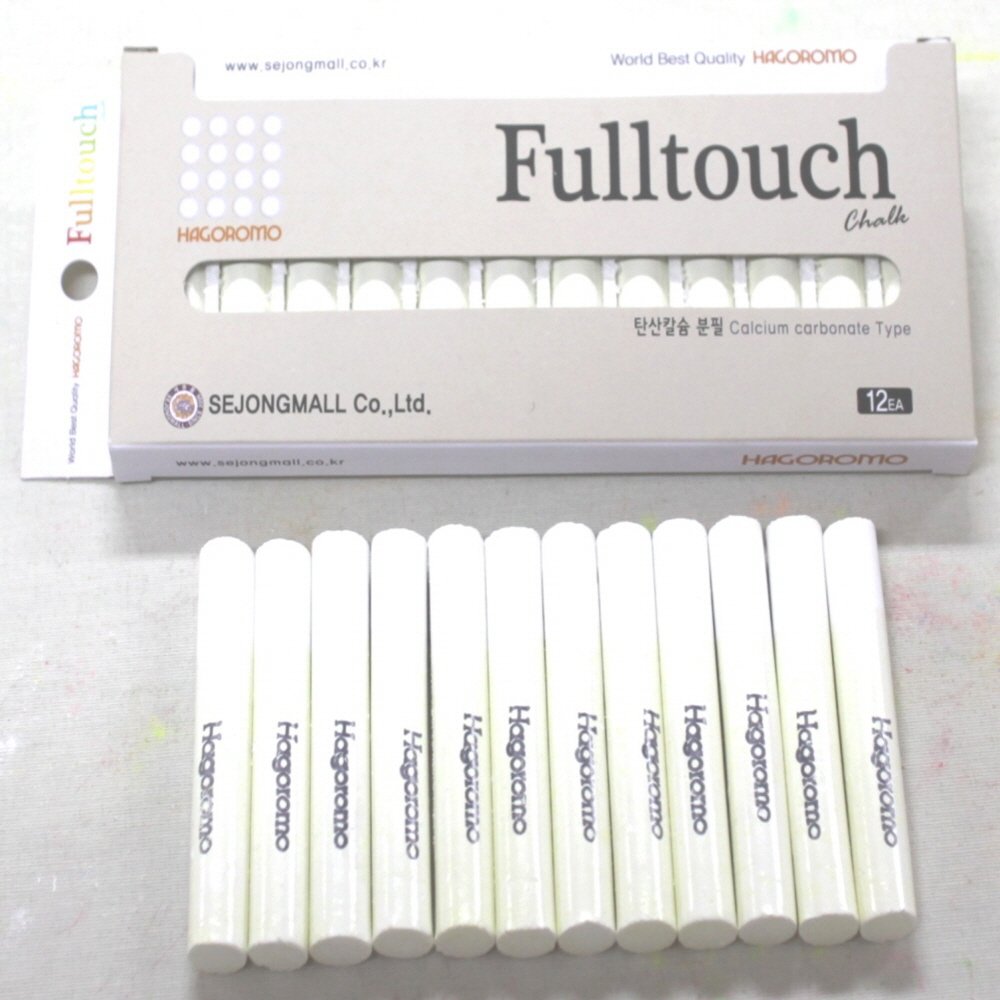 www.sejongmall.co.kr
World Best Quality HAGOROMO
Fulltouch
Chalk
HAGOROMO
탄산칼슘 분필 Calcium carbonate Type
SEJONGMALL Co.,Ltd.
12EA
www.sejongmall.co.kr
HAGOROMO
Fulltouch
World Best Quality HAGOROMO
Hagoromo
Hagoromo
Hagoromo
Hagoromo
Hagoromo
Hagoromo
Hagoromo
Hagoromo
Hagoromo
Hagoromo
Hagoromo
Hagoromo